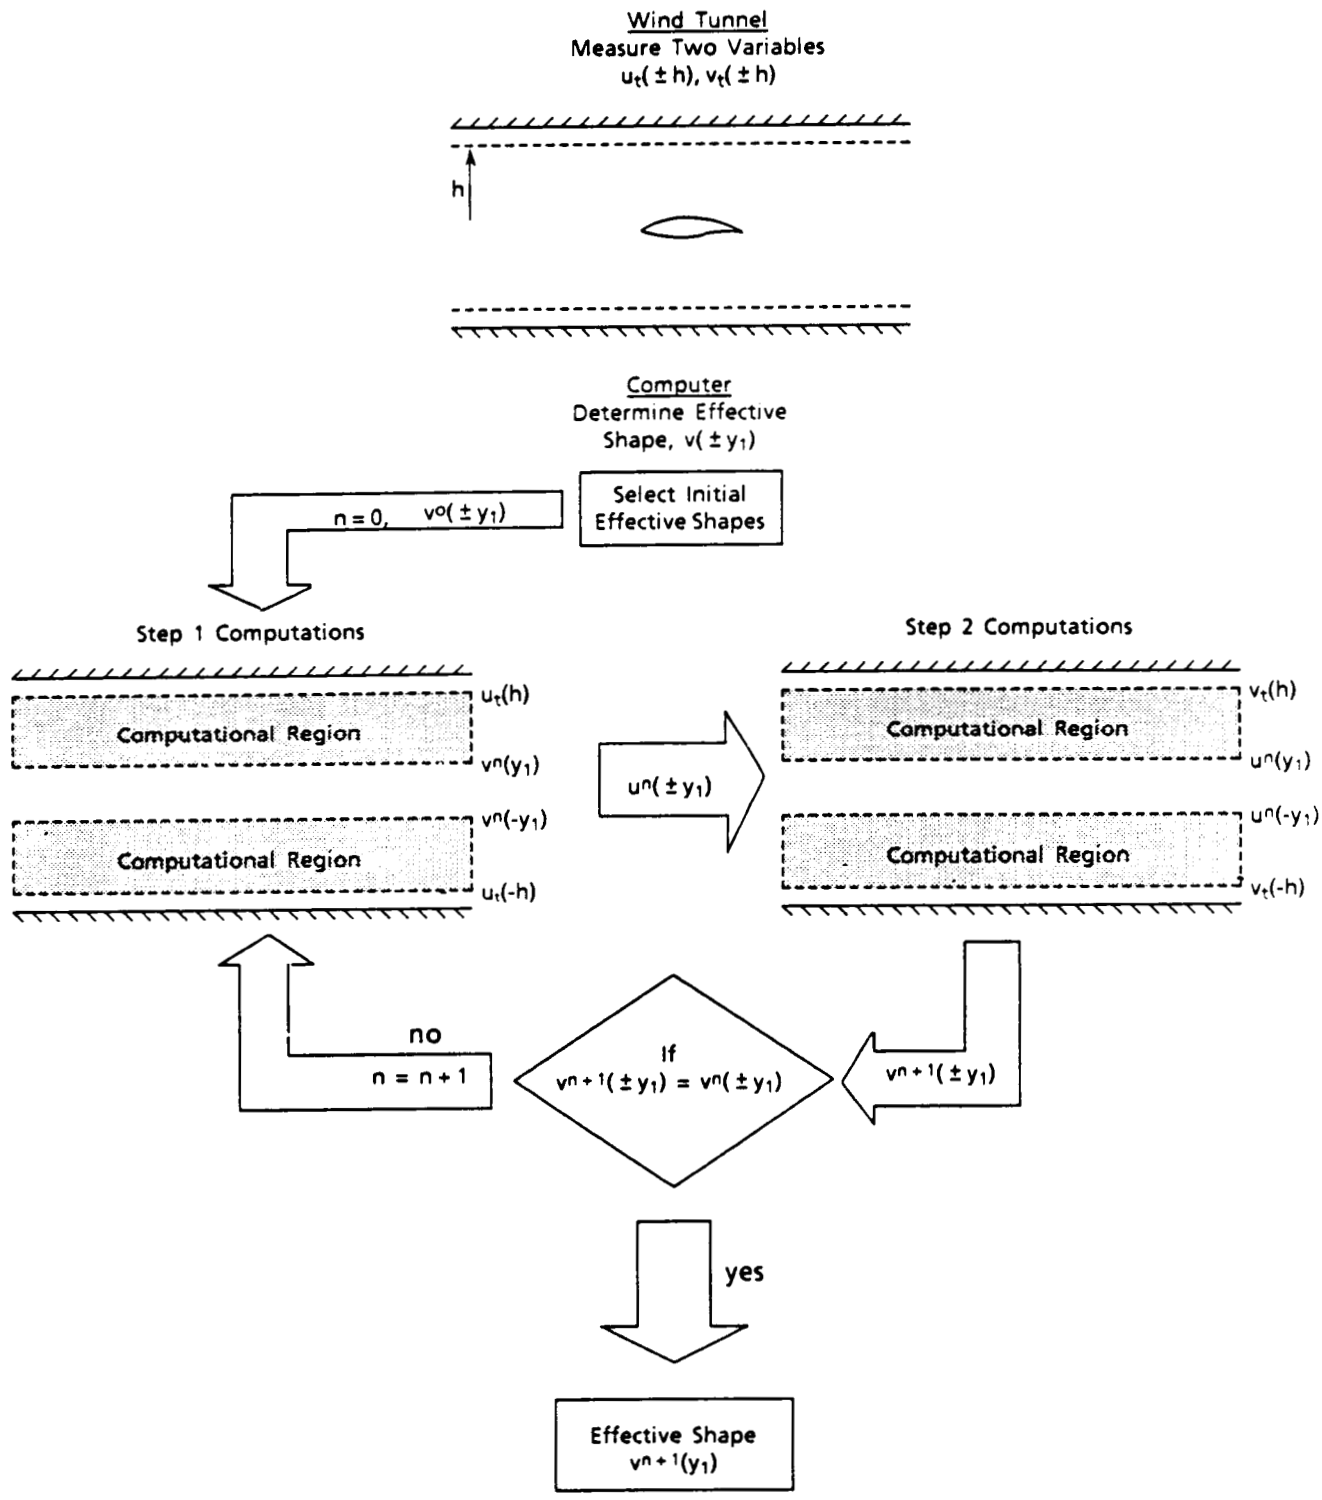 Wind Tunnel
Measure Two Variables
uₜ(±h), vₜ(±h)
h
Computer
Determine Effective
Shape, v(±y₁)
Select Initial
Effective Shapes
n=0, vᵒ(±y₁)
Step 1 Computations
uₜ(h)
Computational Region
vⁿ(y₁)
vⁿ(-y₁)
Computational Region
uₜ(-h)
uⁿ(±y₁)
Step 2 Computations
vₜ(h)
Computational Region
uⁿ(y₁)
uⁿ(-y₁)
Computational Region
vₜ(-h)
vⁿ⁺¹(±y₁)
If
vⁿ⁺¹(±y₁) = vⁿ(±y₁)
no
n = n + 1
yes
Effective Shape
vⁿ⁺¹(y₁)